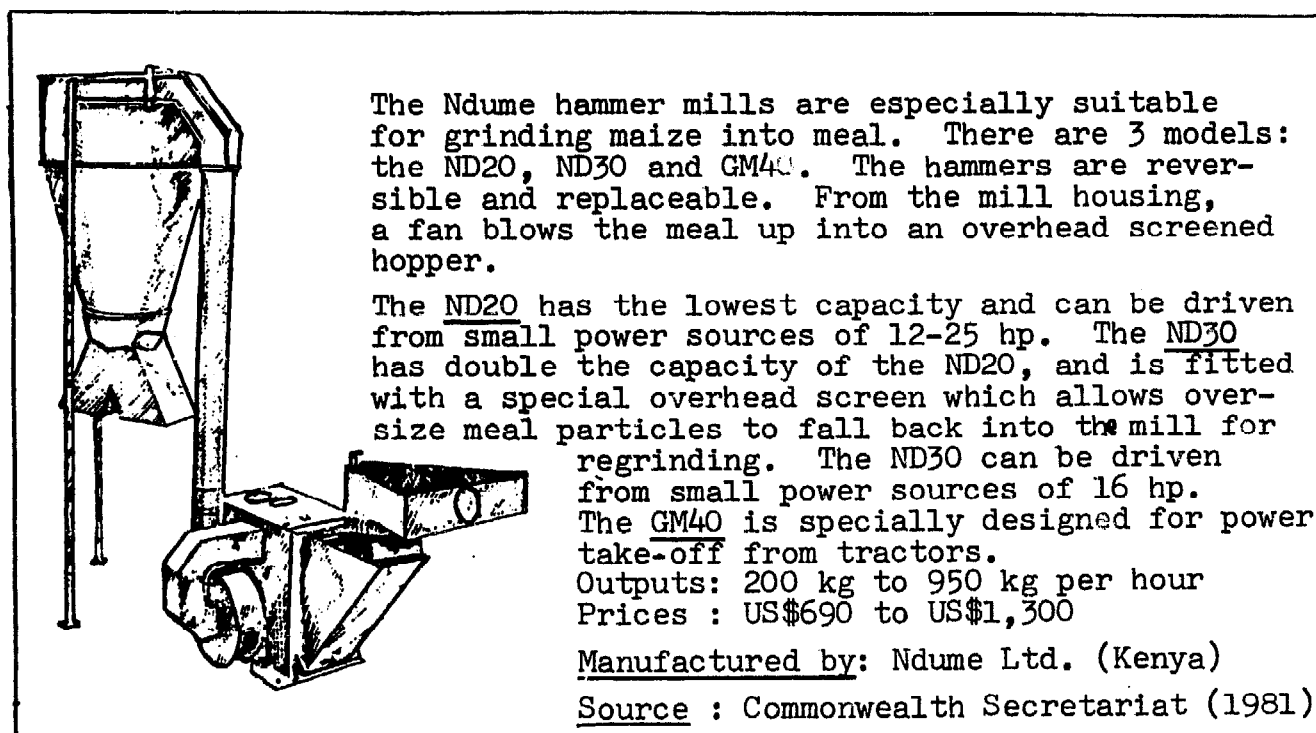 The Ndume hammer mills are especially suitable
for grinding maize into meal. There are 3 models:
the ND20, ND30 and GM40. The hammers are rever-
sible and replaceable. From the mill housing,
a fan blows the meal up into an overhead screened
hopper.
The ND20 has the lowest capacity and can be driven
from small power sources of 12-25 hp. The ND30
has double the capacity of the ND20, and is fitted
with a special overhead screen which allows over-
size meal particles to fall back into the mill for
regrinding. The ND30 can be driven
from small power sources of 16 hp.
The GM40 is specially designed for power
take-off from tractors.
Outputs: 200 kg to 950 kg per hour
Prices : US$690 to US$1,300
Manufactured by: Ndume Ltd. (Kenya)
Source : Commonwealth Secretariat (1981)